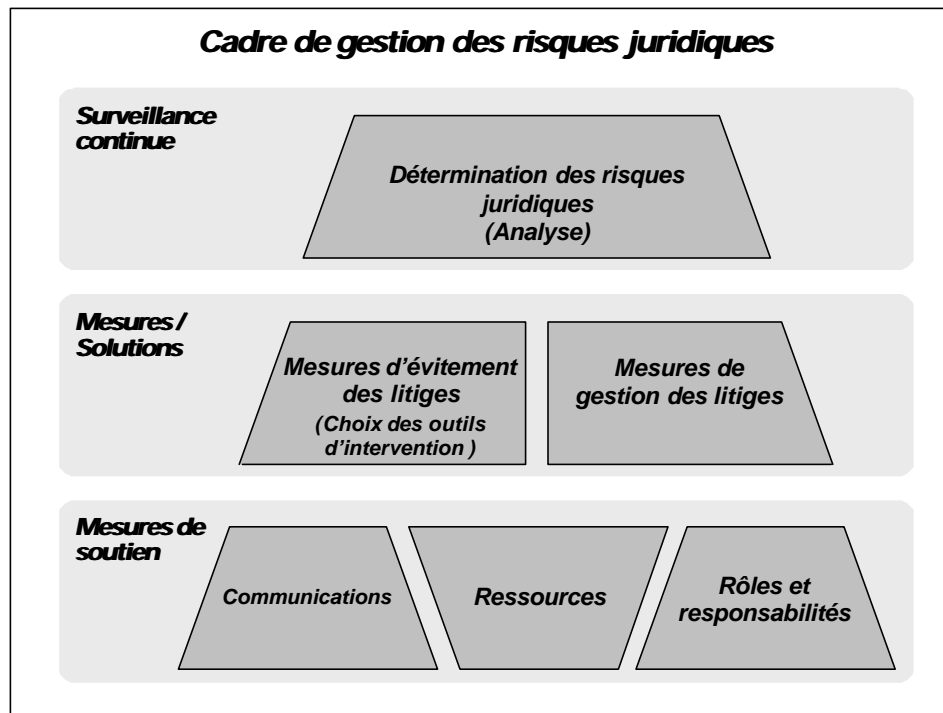 Cadre de gestion des risques juridiques
Surveillance
continue
Détermination des risques
juridiques
(Analyse)
Mesures /
Solutions
Mesures d'évitement
des litiges
(Choix des outils
d'intervention )
Mesures de
gestion des litiges
Mesures de
soutien
Communications
Ressources
Rôles et
responsabilités